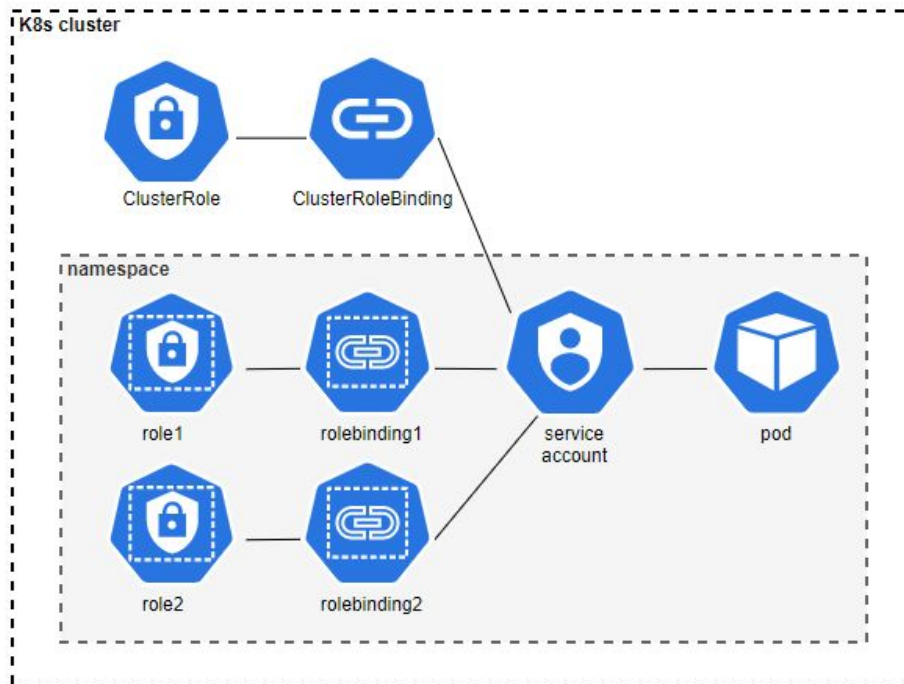 K8s cluster
ClusterRole
ClusterRoleBinding
namespace
role1
rolebinding1
service
account
pod
role2
rolebinding2